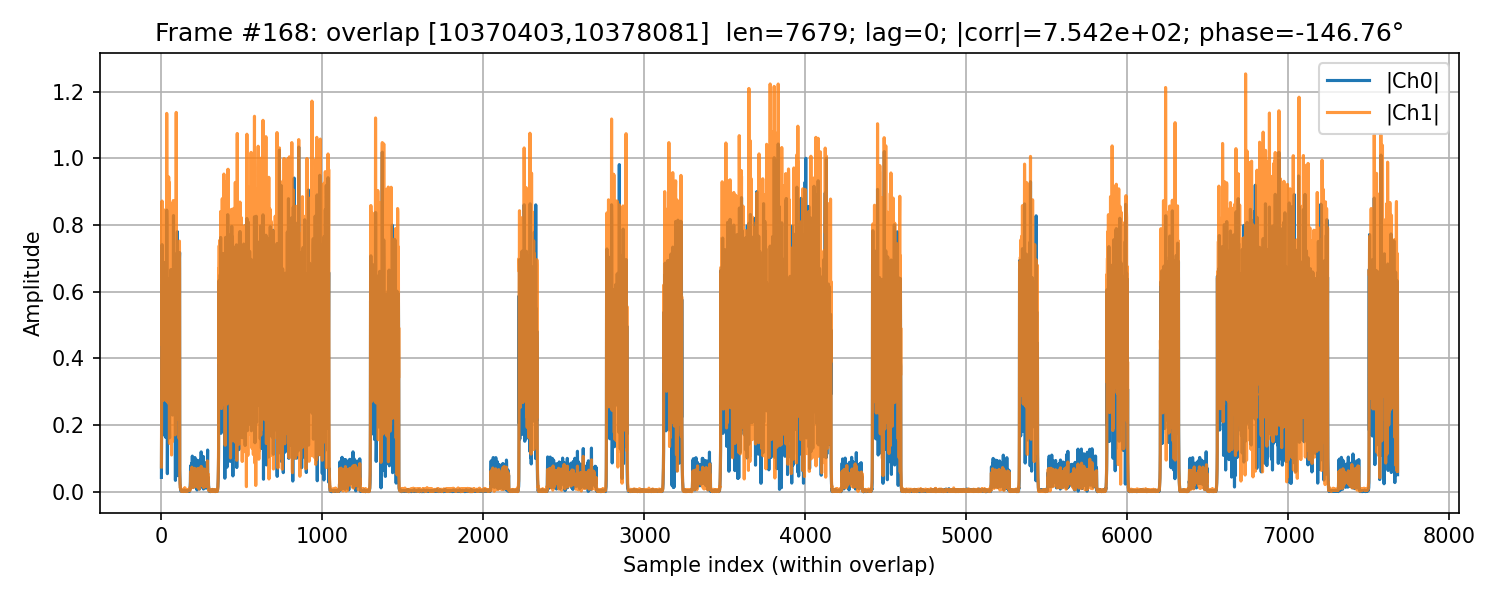 Frame #168: overlap [10370403,10378081]  len=7679; lag=0; |corr|=7.542e+02; phase=-146.76°
|Ch0|
|Ch1|
Amplitude
1.2
1.0
0.8
0.6
0.4
0.2
0.0
0 1000 2000 3000 4000 5000 6000 7000 8000
Sample index (within overlap)